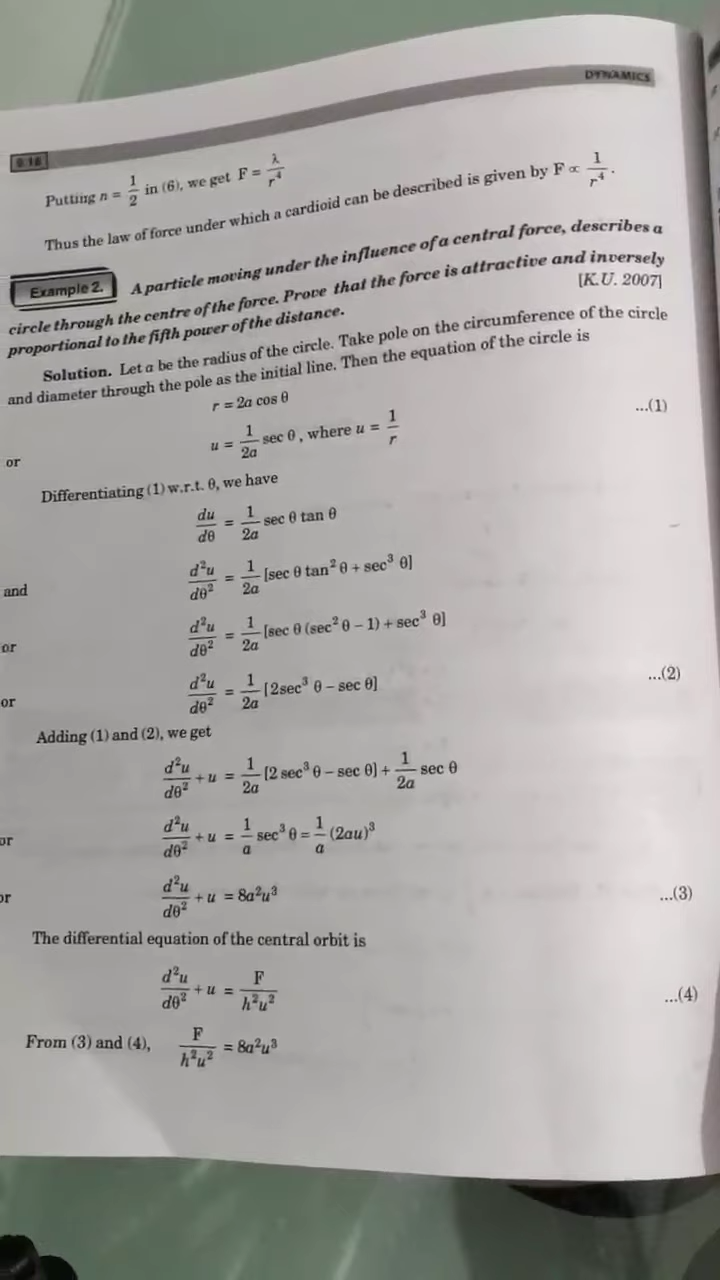 DYNAMICS
9.16
Putting n = 1/2 in (6), we get F = λ/r⁴
Thus the law of force under which a cardioid can be described is given by F ∝ 1/r⁴.
Example 2. A particle moving under the influence of a central force, describes a
circle through the centre of the force. Prove that the force is attractive and inversely
proportional to the fifth power of the distance. [K.U. 2007]
Solution. Let a be the radius of the circle. Take pole on the circumference of the circle
and diameter through the pole as the initial line. Then the equation of the circle is
r = 2a cos θ
or u = 1/2a sec θ, where u = 1/r ...(1)
Differentiating (1) w.r.t. θ, we have
du/dθ = 1/2a sec θ tan θ
and d²u/dθ² = 1/2a [sec θ tan² θ + sec³ θ]
or d²u/dθ² = 1/2a [sec θ (sec² θ – 1) + sec³ θ]
or d²u/dθ² = 1/2a [2sec³ θ – sec θ] ...(2)
Adding (1) and (2), we get
d²u/dθ² + u = 1/2a [2 sec³ θ – sec θ] + 1/2a sec θ
or d²u/dθ² + u = 1/a sec³ θ = 1/a (2au)³
or d²u/dθ² + u = 8a²u³ ...(3)
The differential equation of the central orbit is
d²u/dθ² + u = F/h²u² ...(4)
From (3) and (4), F/h²u² = 8a²u³